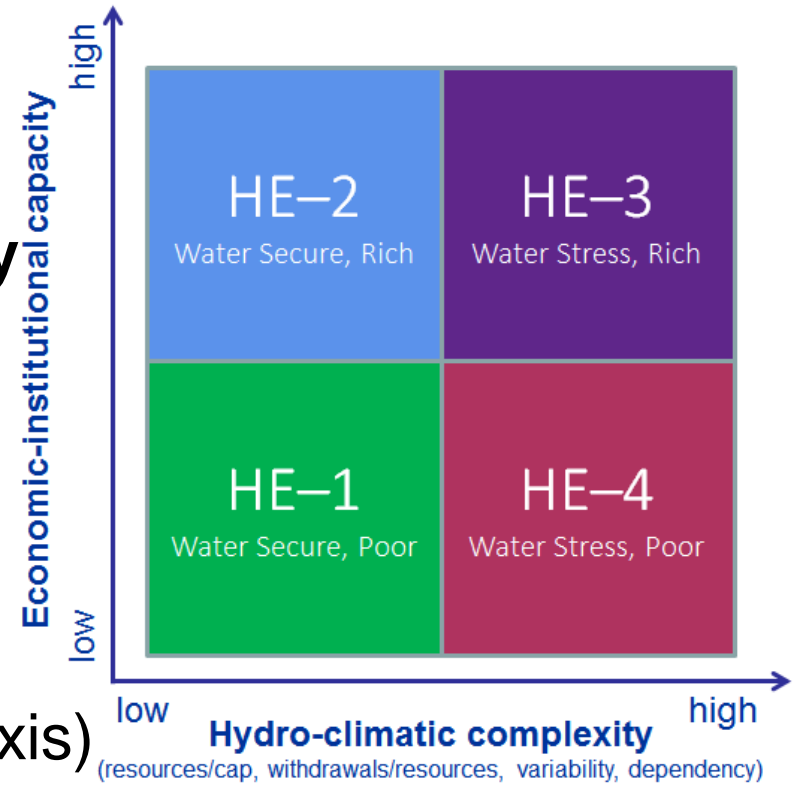 high
Economic-institutional capacity
low
y
HE–2
Water Secure, Rich
HE–3
Water Stress, Rich
HE–1
Water Secure, Poor
HE–4
Water Stress, Poor
low
high
xis)
Hydro-climatic complexity
(resources/cap, withdrawals/resources, variability, dependency)